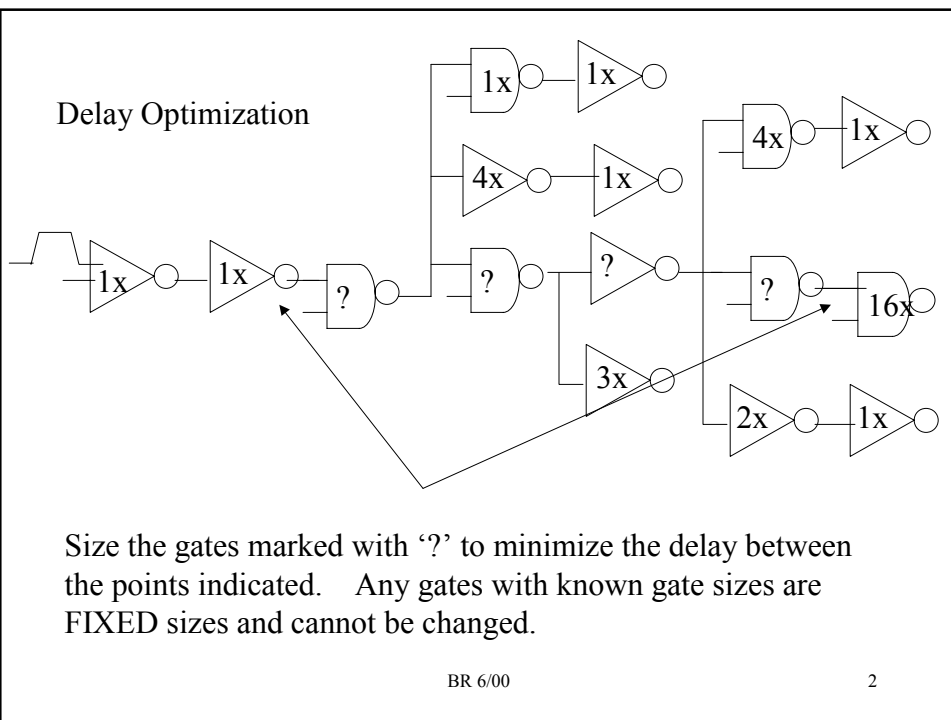 Delay Optimization
1x 1x
4x 1x
4x 1x
1x 1x ? ? ? ? 16x
3x
2x 1x
Size the gates marked with ‘?’ to minimize the delay between
the points indicated. Any gates with known gate sizes are
FIXED sizes and cannot be changed.
BR 6/00 2